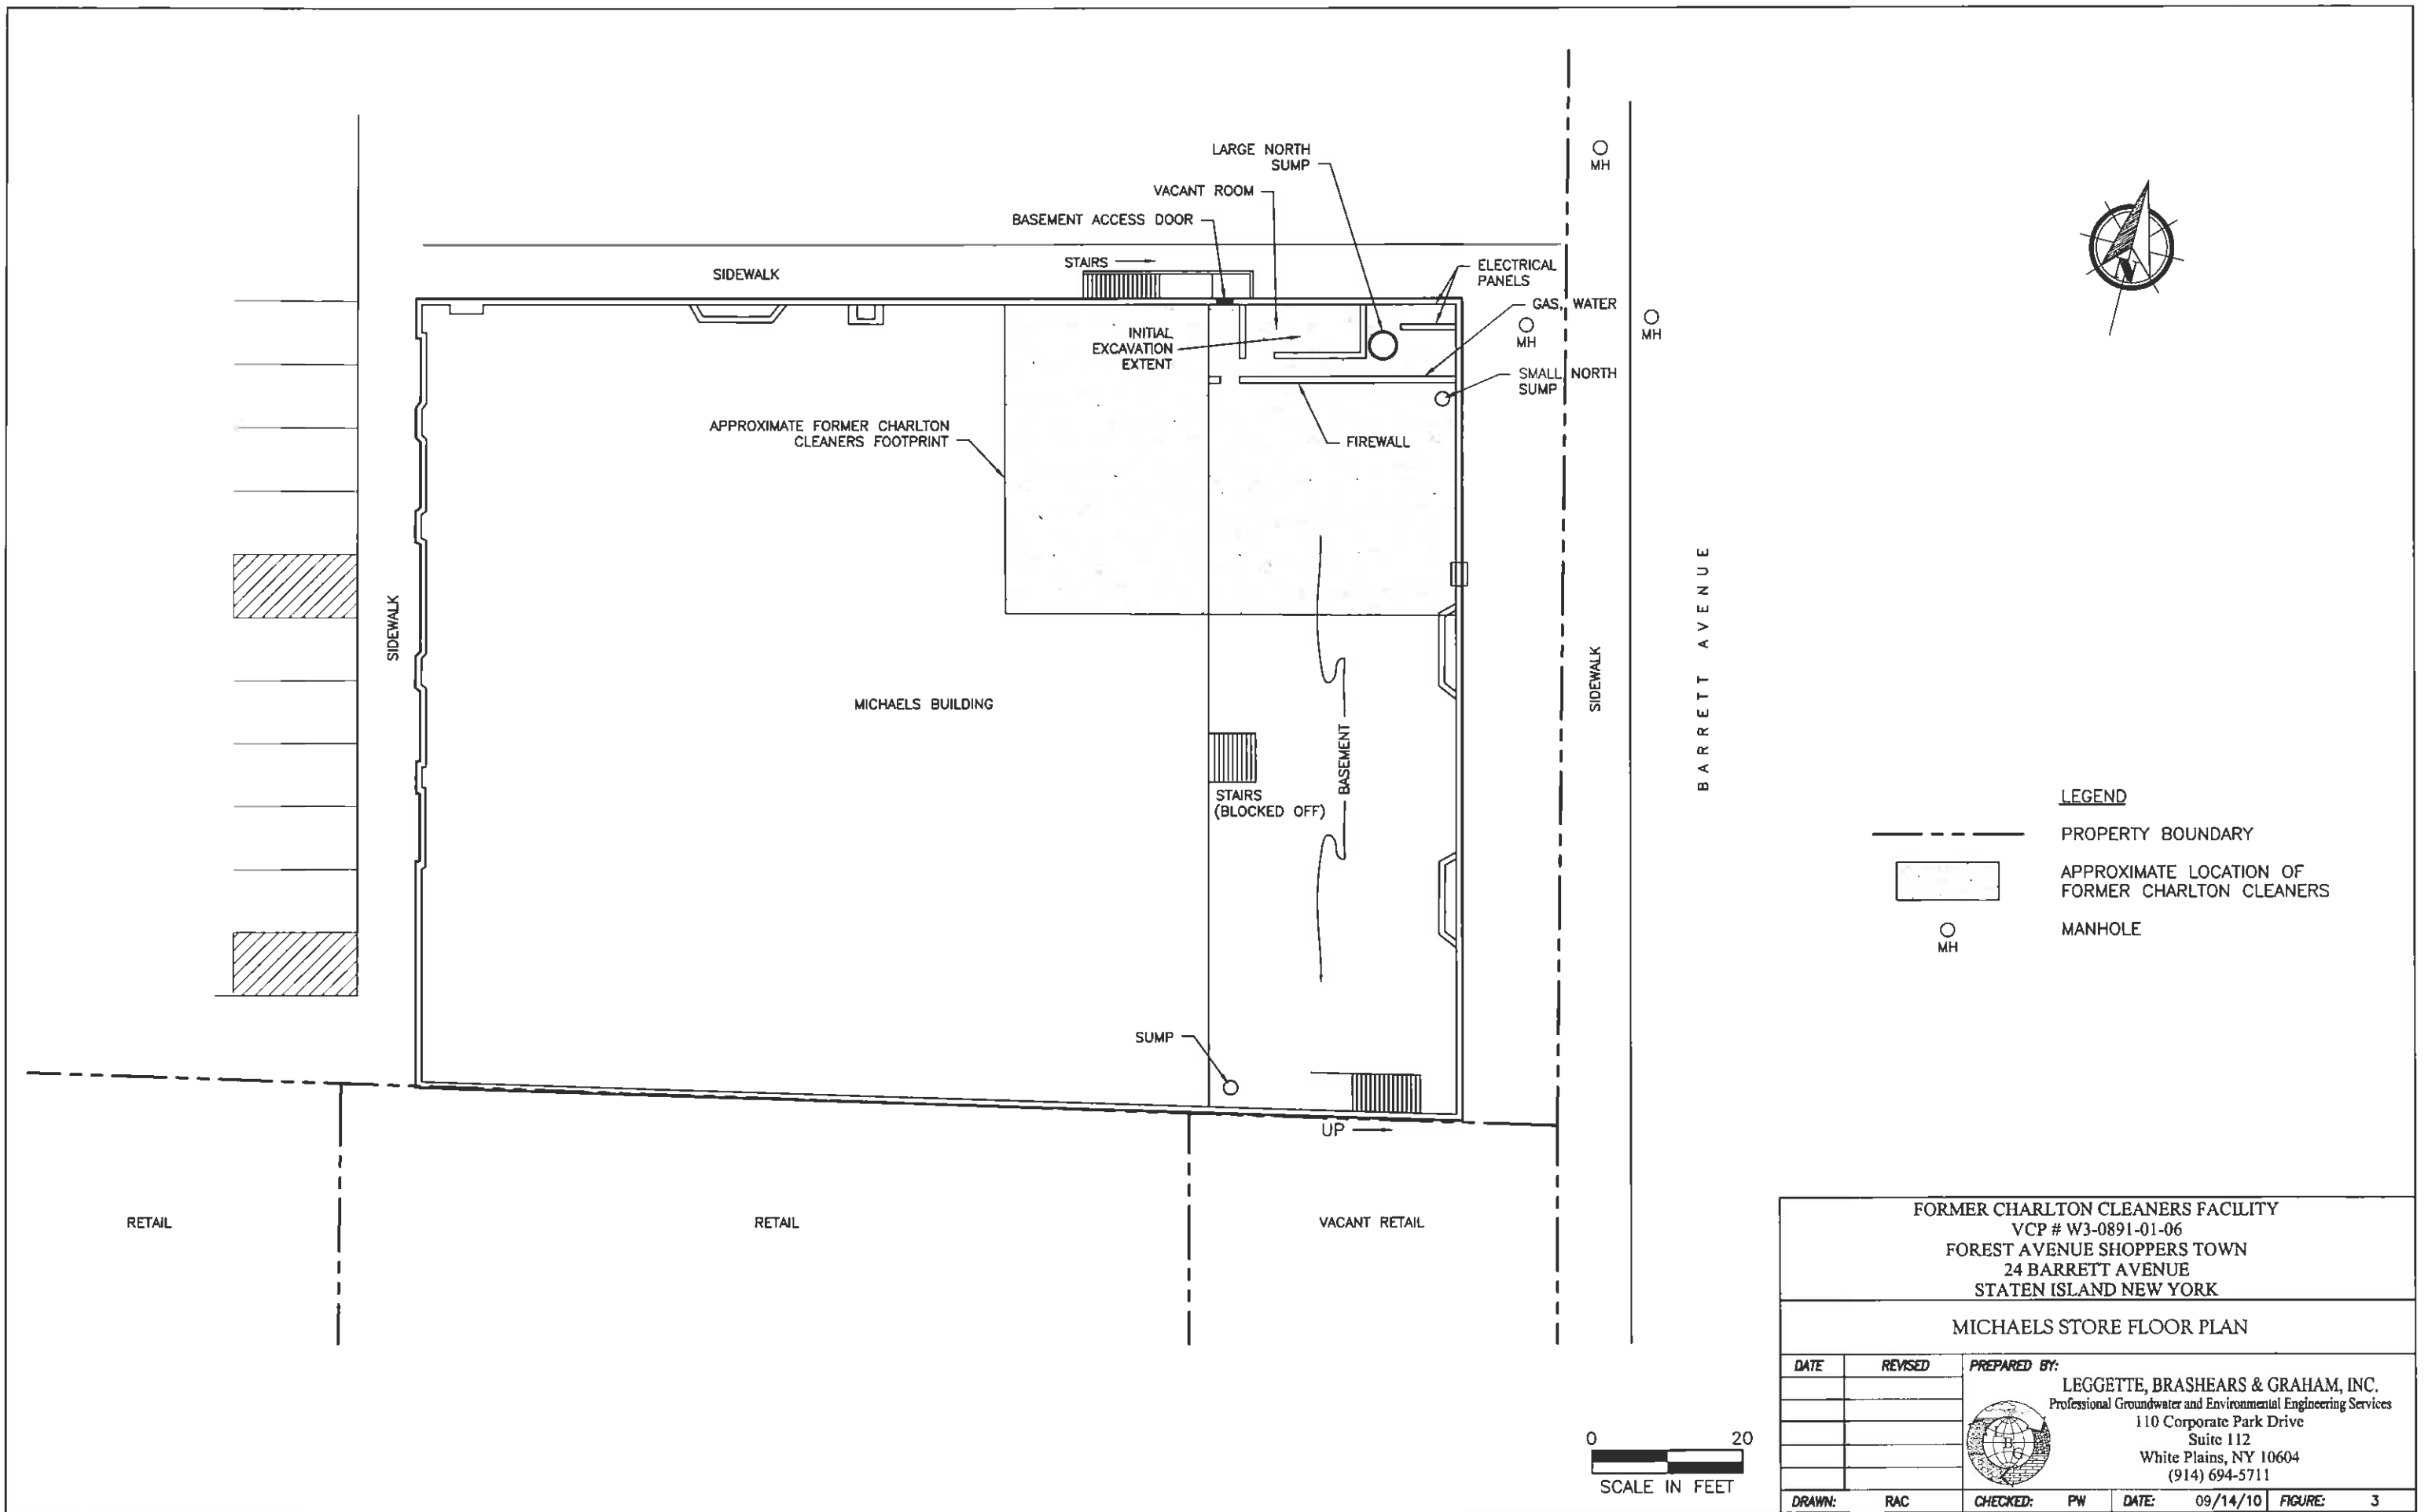 LARGE NORTH
SUMP
MH
VACANT ROOM
BASEMENT ACCESS DOOR
STAIRS
SIDEWALK
ELECTRICAL
PANELS
GAS, WATER
MH
MH
INITIAL
EXCAVATION
EXTENT
SMALL NORTH
SUMP
APPROXIMATE FORMER CHARLTON
CLEANERS FOOTPRINT
FIREWALL
N
SIDEWALK
MICHAELS BUILDING
BASEMENT
STAIRS
(BLOCKED OFF)
SIDEWALK
BARRETT AVENUE
SUMP
UP
RETAIL
RETAIL
VACANT RETAIL
LEGEND
PROPERTY BOUNDARY
APPROXIMATE LOCATION OF
FORMER CHARLTON CLEANERS
MH
MANHOLE
0 20
SCALE IN FEET
FORMER CHARLTON CLEANERS FACILITY
VCP # W3-0891-01-06
FOREST AVENUE SHOPPERS TOWN
24 BARRETT AVENUE
STATEN ISLAND NEW YORK
MICHAELS STORE FLOOR PLAN
DATE REVISED PREPARED BY:
LEGGETTE, BRASHEARS & GRAHAM, INC.
Professional Groundwater and Environmental Engineering Services
110 Corporate Park Drive
Suite 112
White Plains, NY 10604
(914) 694-5711
DRAWN: RAC CHECKED: PW DATE: 09/14/10 FIGURE: 3